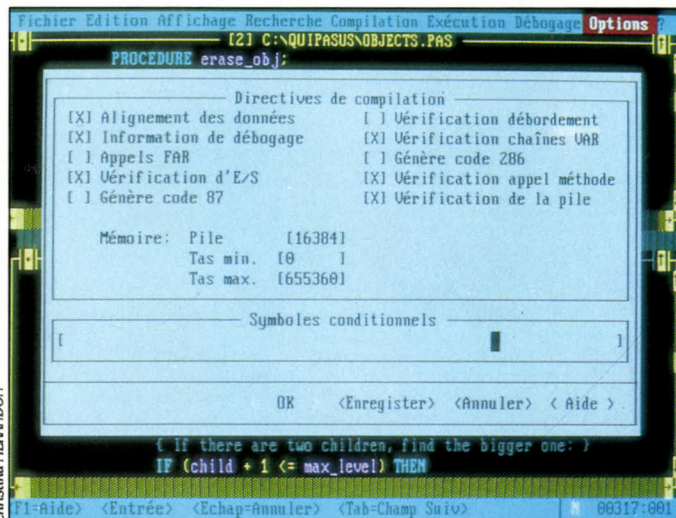 Fichier Edition Affichage Recherche Compilation Exécution Débogage Options ?
[2] C:\QUIPASUS\OBJECTS.PAS
PROCEDURE erase_obj;
Directives de compilation
[X] Alignement des données [ ] Vérification débordement
[X] Information de débogage [X] Vérification chaînes VAR
[ ] Appels FAR [ ] Génère code 286
[X] Vérification d'E/S [X] Vérification appel méthode
[ ] Génère code 87 [X] Vérification de la pile
Mémoire: Pile [16384]
Tas min. [0 ]
Tas max. [655360]
Symboles conditionnels
[ ]
OK <Enregister> <Annuler> < Aide >
{ If there are two children, find the bigger one: }
IF (child + 1 <= max_level) THEN
F1=Aide> <Entrée> <Echap=Annuler> <Tab=Champ Suiv> N 00317:001